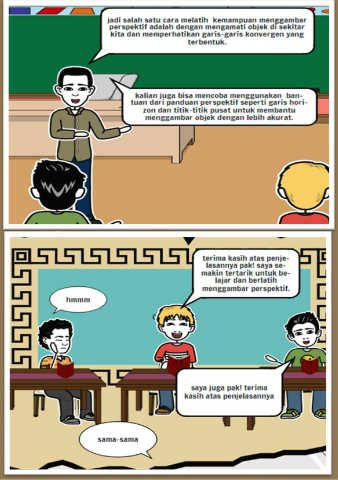 jadi salah satu cara melatih kemampuan menggambar
perspektif adalah dengan mengamati objek di sekitar
kita dan memperhatikan garis-garis konvergen yang
terbentuk.
kalian juga bisa mencoba menggunakan ban-
tuan dari panduan perspektif seperti garis hori-
zon dan titik-titik pusat untuk membantu
menggambar objek dengan lebih akurat.
terima kasih atas penje-
lasannya pak! saya se-
makin tertarik untuk be-
lajar dan berlatih
menggambar perspektif.
hmmm
saya juga pak! terima
kasih atas penjelasannya
sama-sama